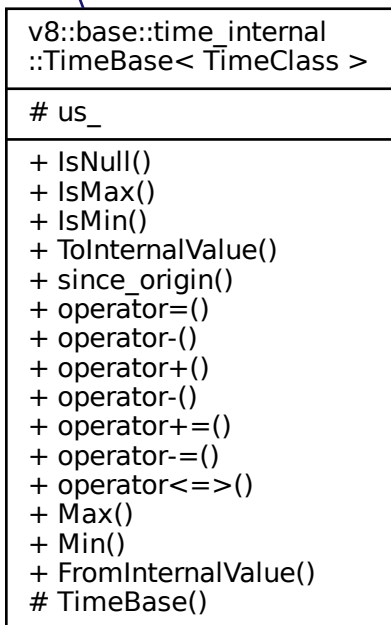 v8::base::time_internal
::TimeBase< TimeClass >
# us_
+ IsNull()
+ IsMax()
+ IsMin()
+ ToInternalValue()
+ since_origin()
+ operator=()
+ operator-()
+ operator+()
+ operator-()
+ operator+=()
+ operator-=()
+ operator<=>()
+ Max()
+ Min()
+ FromInternalValue()
# TimeBase()